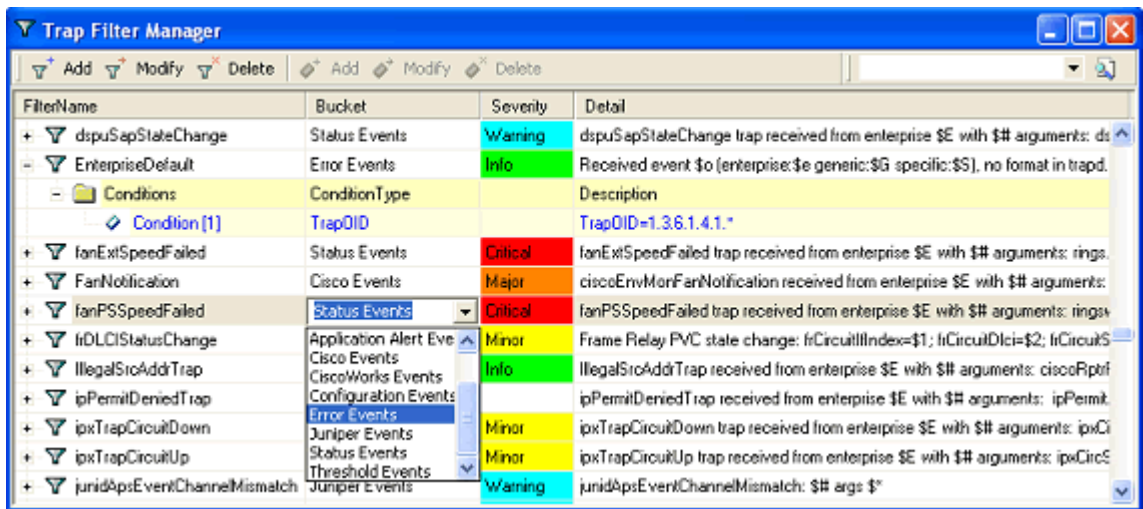 Trap Filter Manager
Add Modify Delete Add Modify Delete
FilterName Bucket Severity Detail
+ dspuSapStateChange Status Events Warning dspuSapStateChange trap received from enterprise $E with $# arguments: ds
- EnterpriseDefault Error Events Info Received event $o (enterprise:$e generic:$G specific:$S), no format in trapd.
- Conditions ConditionType Description
Condition [1] TrapOID TrapOID=1.3.6.1.4.1.*
+ fanExtSpeedFailed Status Events Critical fanExtSpeedFailed trap received from enterprise $E with $# arguments: rings.
+ FanNotification Cisco Events Major ciscoEnvMonFanNotification received from enterprise $E with $# arguments:
+ fanPSSpeedFailed Status Events Critical fanPSSpeedFailed trap received from enterprise $E with $# arguments: ringsw
+ frDLCIStatusChange Minor Frame Relay PVC state change: frCircuitIfIndex=$1; frCircuitDlci=$2; frCircuitS
+ IllegalSrcAddrTrap Info IllegalSrcAddrTrap received from enterprise $E with $# arguments: ciscoRptrI
+ ipPermitDeniedTrap ipPermitDeniedTrap received from enterprise $E with $# arguments: ipPermit.
+ ipxTrapCircuitDown Minor ipxTrapCircuitDown trap received from enterprise $E with $# arguments: ipxCi
+ ipxTrapCircuitUp Minor ipxTrapCircuitUp trap received from enterprise $E with $# arguments: ipxCircS
+ junidApsEventChannelMismatch Juniper Events Warning junidApsEventChannelMismatch: $# args $*
Application Alert Eve
Cisco Events
CiscoWorks Events
Configuration Events
Error Events
Juniper Events
Status Events
Threshold Events